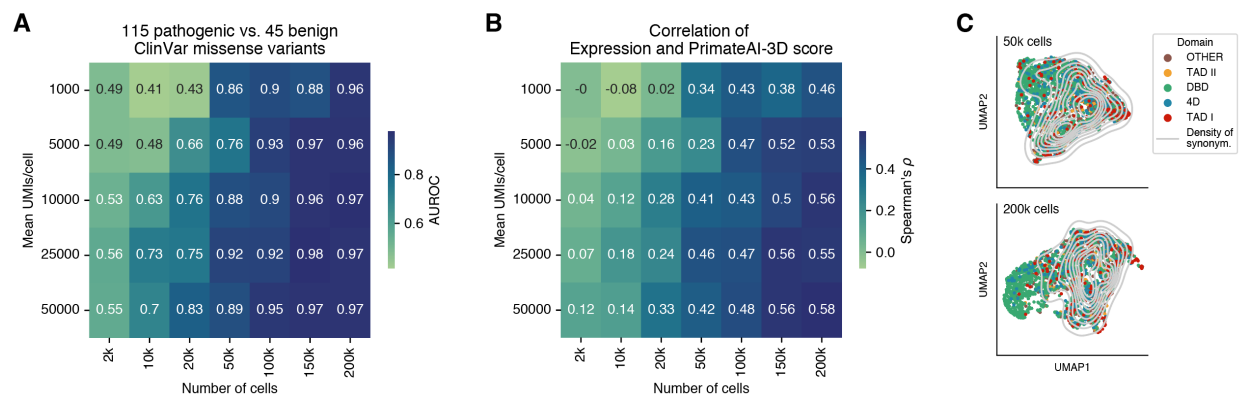 A
115 pathogenic vs. 45 benign
ClinVar missense variants
Mean UMIs/cell
1000 0.49 0.41 0.43 0.86 0.9 0.88 0.96
5000 0.49 0.48 0.66 0.76 0.93 0.97 0.96
10000 0.53 0.63 0.76 0.88 0.9 0.96 0.97
25000 0.56 0.73 0.75 0.92 0.92 0.98 0.97
50000 0.55 0.7 0.83 0.89 0.95 0.97 0.97
2k 10k 20k 50k 100k 150k 200k
Number of cells
0.8
0.6
AUROC
B
Correlation of
Expression and PrimateAI-3D score
Mean UMIs/cell
1000 -0 -0.08 0.02 0.34 0.43 0.38 0.46
5000 -0.02 0.03 0.16 0.23 0.47 0.52 0.53
10000 0.04 0.12 0.28 0.41 0.43 0.5 0.56
25000 0.07 0.18 0.24 0.46 0.47 0.56 0.55
50000 0.12 0.14 0.33 0.42 0.48 0.56 0.58
2k 10k 20k 50k 100k 150k 200k
Number of cells
0.4
0.2
0.0
Spearman's ρ
C
50k cells
UMAP2
Domain
OTHER
TAD II
DBD
4D
TAD I
Density of
synonym.
200k cells
UMAP2
UMAP1